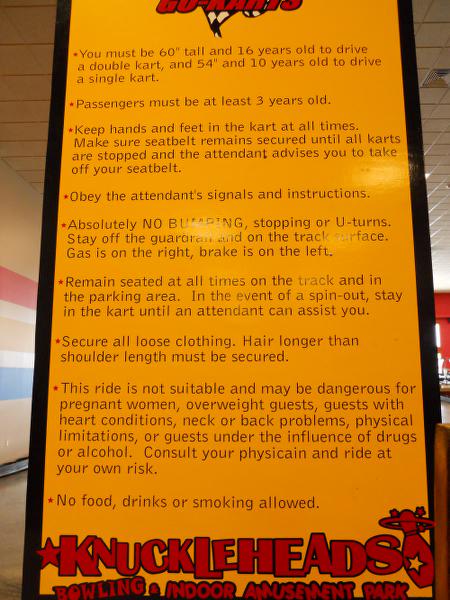 GO-KARTS
*You must be 60" tall and 16 years old to drive
a double kart, and 54" and 10 years old to drive
a single kart.
*Passengers must be at least 3 years old.
*Keep hands and feet in the kart at all times.
Make sure seatbelt remains secured until all karts
are stopped and the attendant advises you to take
off your seatbelt.
*Obey the attendant's signals and instructions.
*Absolutely NO BUMPING, stopping or U-turns.
Stay off the guardrail and on the track surface.
Gas is on the right, brake is on the left.
*Remain seated at all times on the track and in
the parking area. In the event of a spin-out, stay
in the kart until an attendant can assist you.
*Secure all loose clothing. Hair longer than
shoulder length must be secured.
*This ride is not suitable and may be dangerous for
pregnant women, overweight guests, guests with
heart conditions, neck or back problems, physical
limitations, or guests under the influence of drugs
or alcohol. Consult your physicain and ride at
your own risk.
*No food, drinks or smoking allowed.
*KNUCKLEHEADS
BOWLING & INDOOR AMUSEMENT PARK